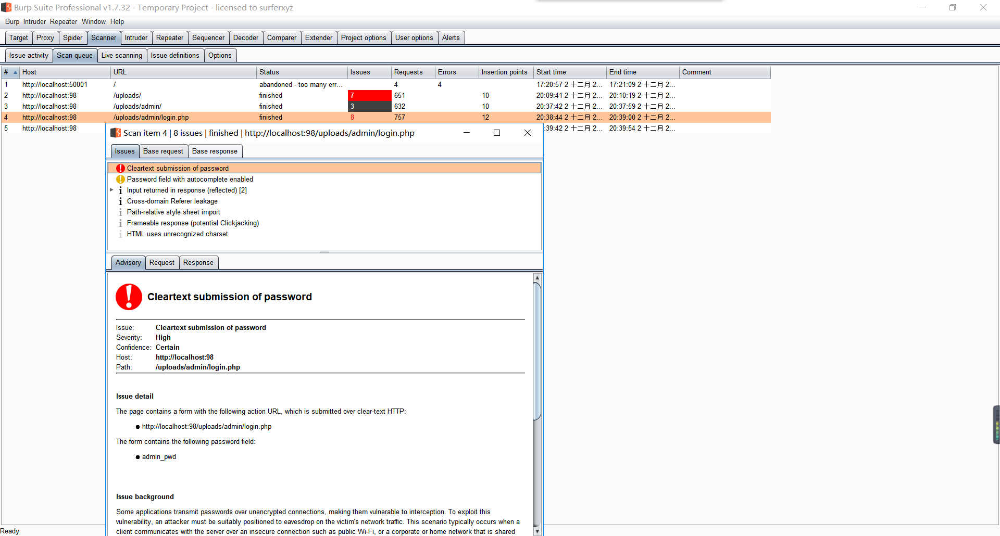 Burp Suite Professional v1.7.32 - Temporary Project - licensed to surferxyz
Burp Intruder Repeater Window Help
Target Proxy Spider Scanner Intruder Repeater Sequencer Decoder Comparer Extender Project options User options Alerts
Issue activity Scan queue Live scanning Issue definitions Options
# Host URL Status Issues Requests Errors Insertion points Start time End time Comment
1 http://localhost:50001 / abandoned - too many err... 4 4 17:20:57 2 十二月 2... 17:21:09 2 十二月 2...
2 http://localhost:98 /uploads/ finished 7 651 10 20:09:41 2 十二月 2... 20:10:19 2 十二月 2...
3 http://localhost:98 /uploads/admin/ finished 3 632 10 20:37:42 2 十二月 2... 20:37:59 2 十二月 2...
4 http://localhost:98 /uploads/admin/login.php finished 8 757 12 20:38:44 2 十二月 2... 20:39:00 2 十二月 2...
5 http://localhost:98 :39:42 2 十二月 2... 20:39:54 2 十二月 2...
Scan item 4 | 8 issues | finished | http://localhost:98/uploads/admin/login.php
Issues Base request Base response
Cleartext submission of password
Password field with autocomplete enabled
Input returned in response (reflected) [2]
Cross-domain Referer leakage
Path-relative style sheet import
Frameable response (potential Clickjacking)
HTML uses unrecognized charset
Advisory Request Response
Cleartext submission of password
Issue: Cleartext submission of password
Severity: High
Confidence: Certain
Host: http://localhost:98
Path: /uploads/admin/login.php
Issue detail
The page contains a form with the following action URL, which is submitted over clear-text HTTP:
● http://localhost:98/uploads/admin/login.php
The form contains the following password field:
● admin_pwd
Issue background
Some applications transmit passwords over unencrypted connections, making them vulnerable to interception. To exploit this
vulnerability, an attacker must be suitably positioned to eavesdrop on the victim's network traffic. This scenario typically occurs when a
client communicates with the server over an insecure connection such as public Wi-Fi, or a corporate or home network that is shared
Ready